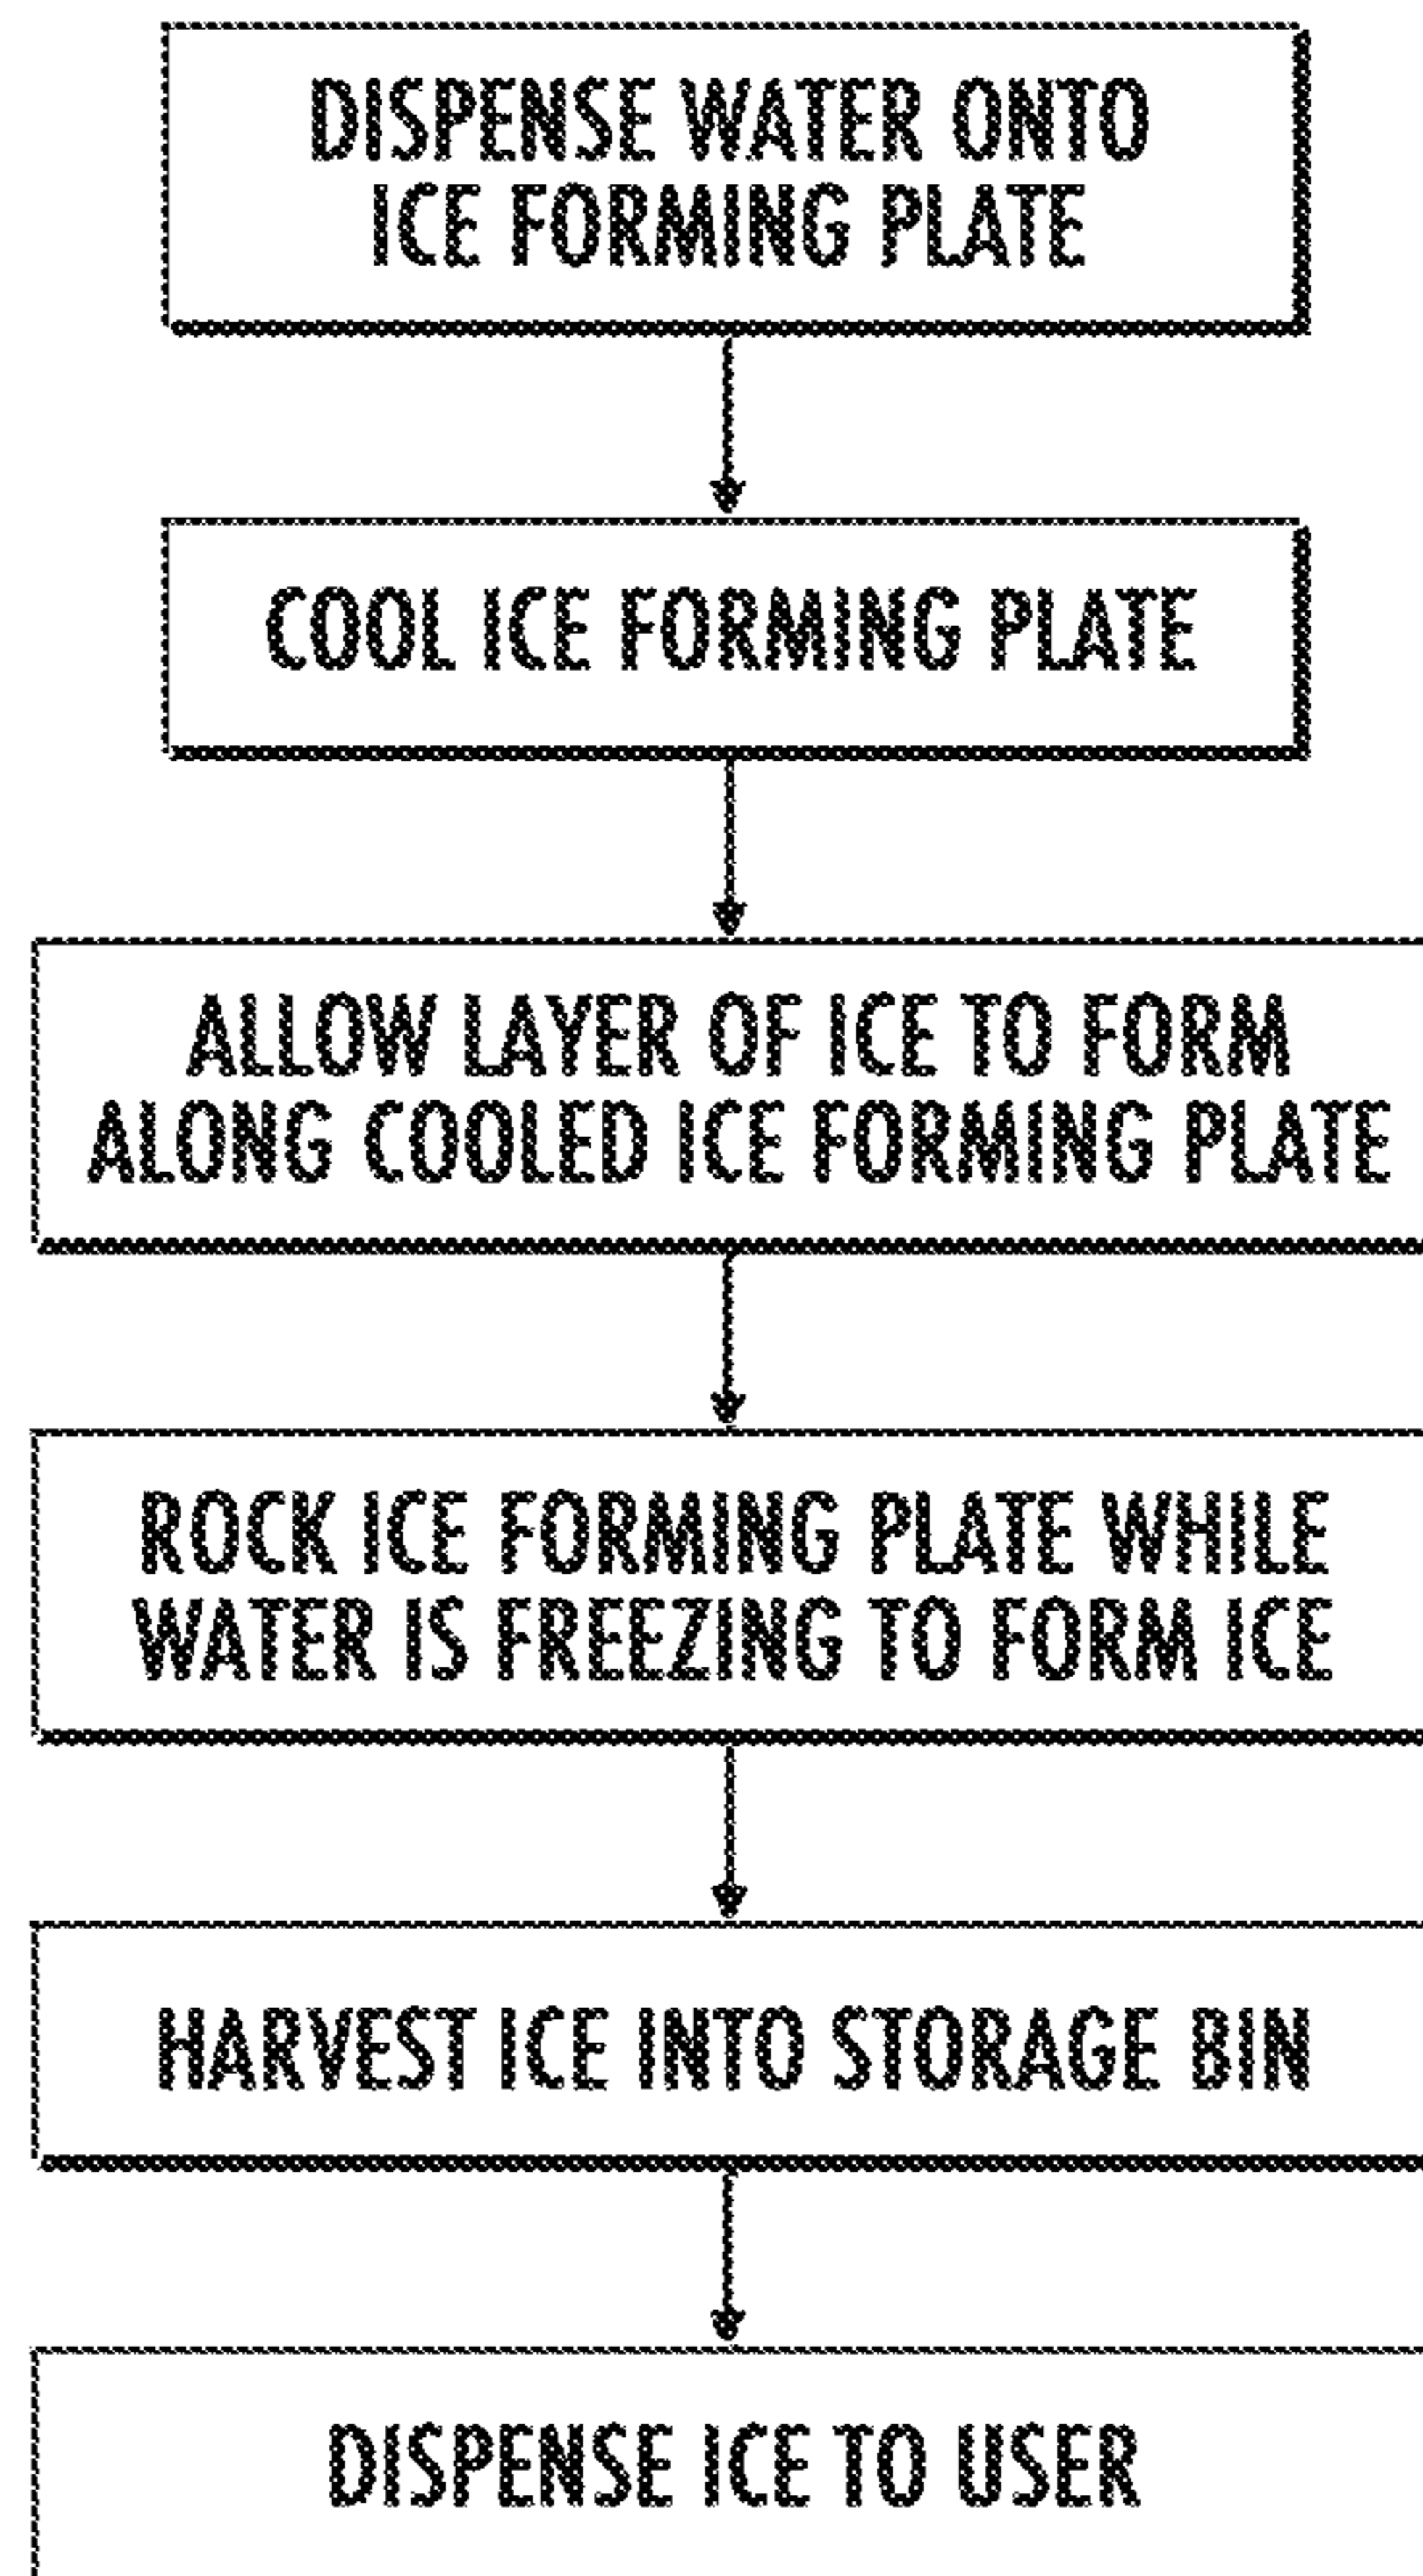 DISPENSE WATER ONTO
ICE FORMING PLATE
COOL ICE FORMING PLATE
ALLOW LAYER OF ICE TO FORM
ALONG COOLED ICE FORMING PLATE
ROCK ICE FORMING PLATE WHILE
WATER IS FREEZING TO FORM ICE
HARVEST ICE INTO STORAGE BIN
DISPENSE ICE TO USER